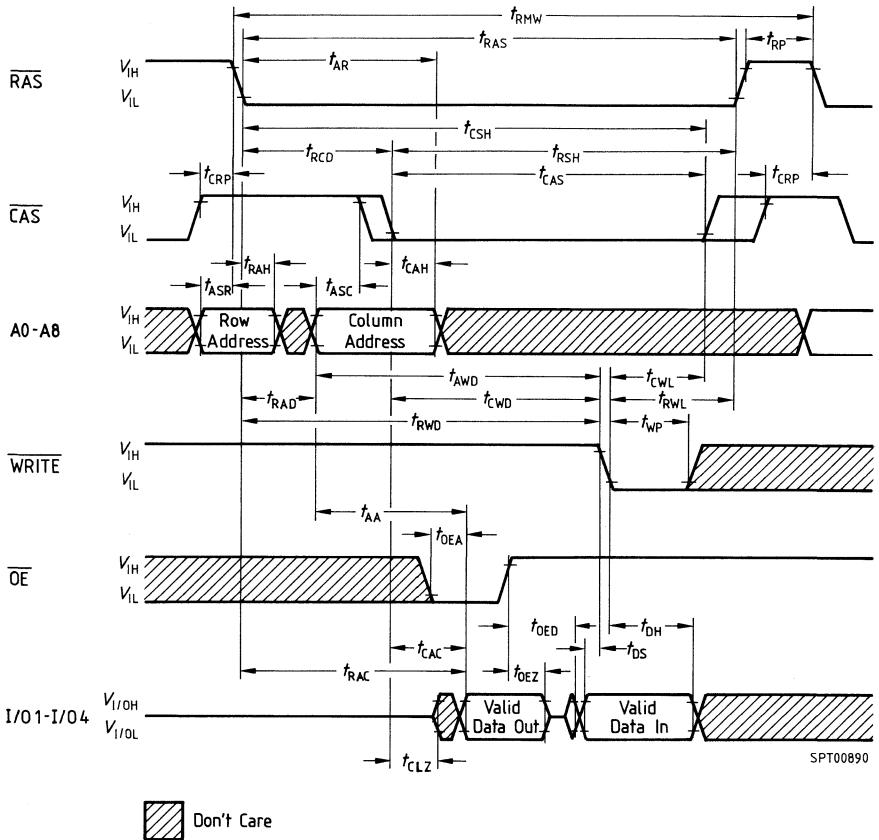 tRMW
tRAS
tRP
tAR
RAS
VIH
VIL
tCSH
tRCD
tRSH
tCRP
tCAS
tCRP
CAS
VIH
VIL
tRAH
tCAH
tASR
tASC
A0-A8
VIH
VIL
Row
Address
Column
Address
tAWD
tCWL
tRAD
tCWD
tRWL
tRWD
tWP
WRITE
VIH
VIL
tAA
tOEA
OE
VIH
VIL
tOED
tDH
tCAC
tDS
tRAC
tOEZ
I/O1-I/O4
VI/OH
VI/OL
Valid
Data Out
Valid
Data In
tCLZ
SPT00890
Don't Care